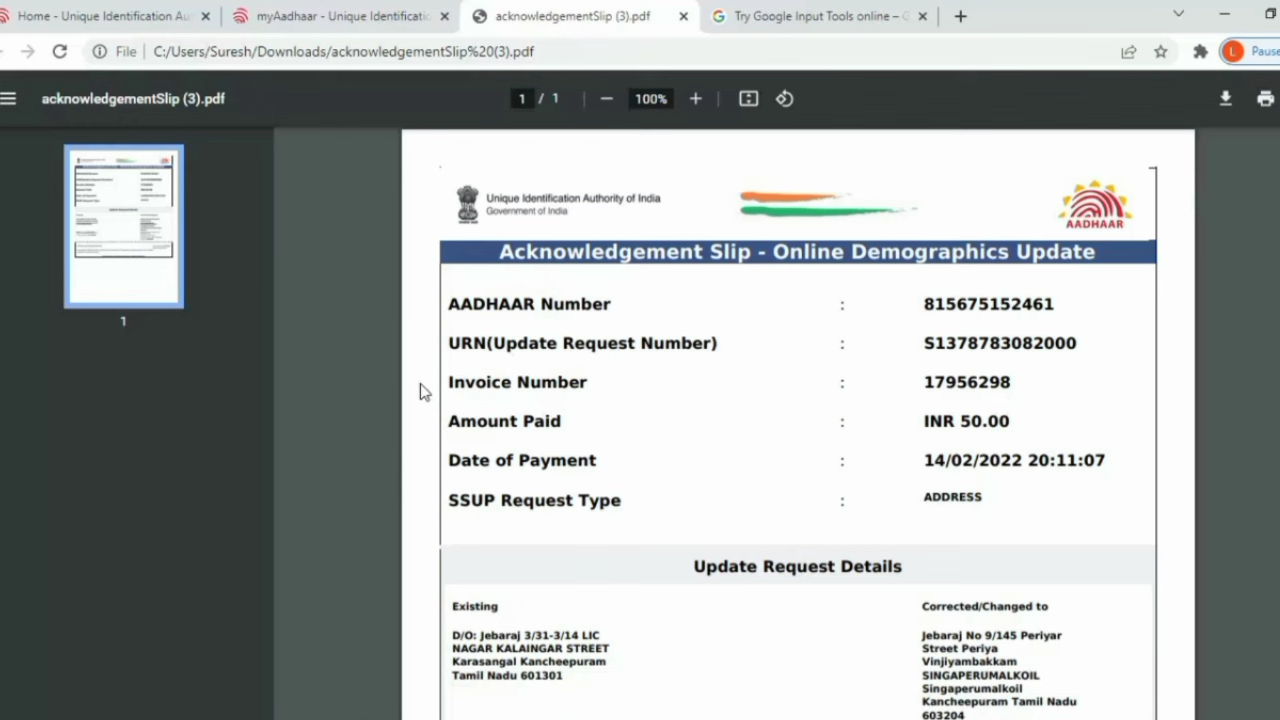 Home - Unique Identification Au
myAadhaar - Unique Identificatio
acknowledgementSlip (3).pdf
Try Google Input Tools online –
File
C:/Users/Suresh/Downloads/acknowledgementSlip%20(3).pdf
L
Pause
acknowledgementSlip (3).pdf
1 / 1
100%
1
Unique Identification Authority of India
Government of India
AADHAAR
Acknowledgement Slip - Online Demographics Update
AADHAAR Number : 815675152461
URN(Update Request Number) : S1378783082000
Invoice Number : 17956298
Amount Paid : INR 50.00
Date of Payment : 14/02/2022 20:11:07
SSUP Request Type : ADDRESS
Update Request Details
Existing
D/O: Jebaraj 3/31-3/14 LIC
NAGAR KALAINGAR STREET
Karasangal Kancheepuram
Tamil Nadu 601301
Corrected/Changed to
Jebaraj No 9/145 Periyar
Street Periya
Vinjiyambakkam
SINGAPERUMALKOIL
Singaperumalkoil
Kancheepuram Tamil Nadu
603204